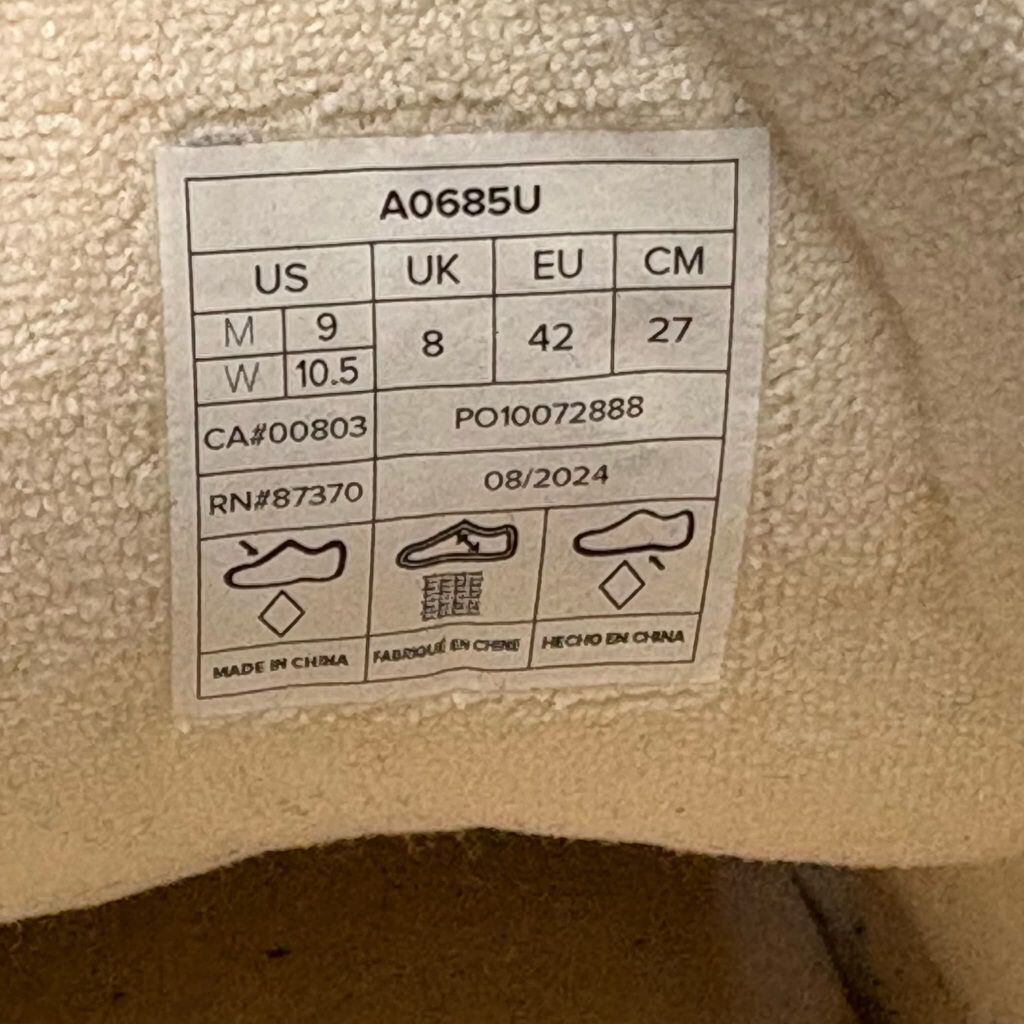 A0685U
US UK EU CM
M 9 8 42 27
W 10.5
CA#00803 PO10072888
RN#87370 08/2024
MADE IN CHINA FABRIQUÉ EN CHINE HECHO EN CHINA